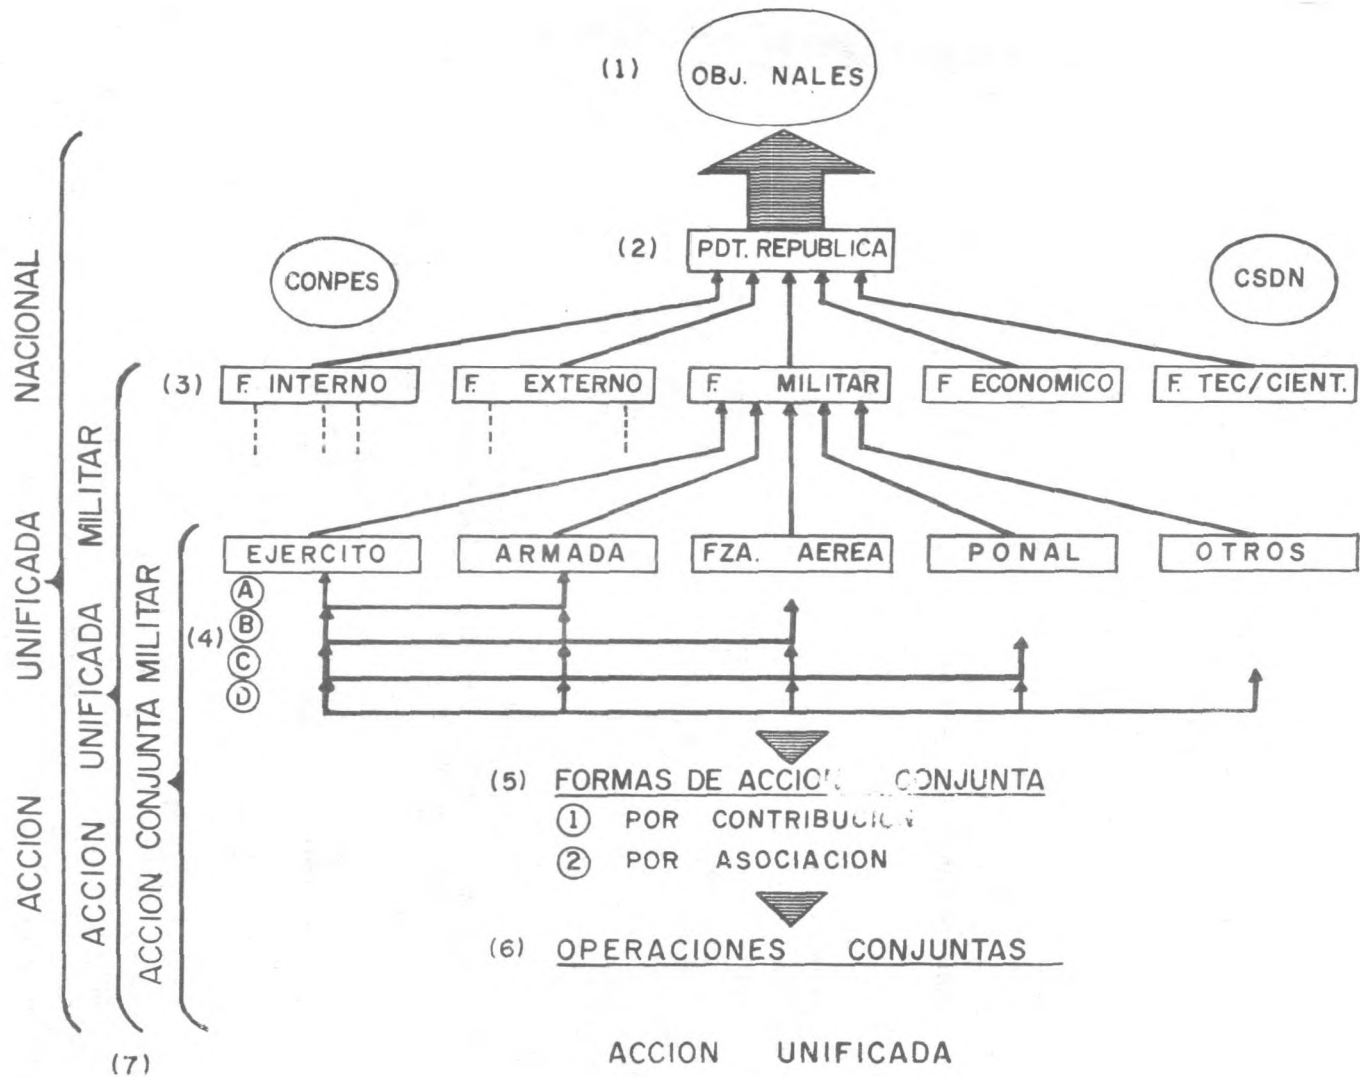 (1) OBJ. NALES
(2) PDT. REPUBLICA
CONPES
CSDN
(3) F. INTERNO
F. EXTERNO
F. MILITAR
F ECONOMICO
F. TEC/CIENT.
EJERCITO
ARMADA
FZA. AEREA
PONAL
OTROS
(4)
A
B
C
D
(5) FORMAS DE ACCION CONJUNTA
1 POR CONTRIBUCION
2 POR ASOCIACION
(6) OPERACIONES CONJUNTAS
ACCION UNIFICADA NACIONAL
ACCION UNIFICADA MILITAR
ACCION CONJUNTA MILITAR
(7)
ACCION UNIFICADA